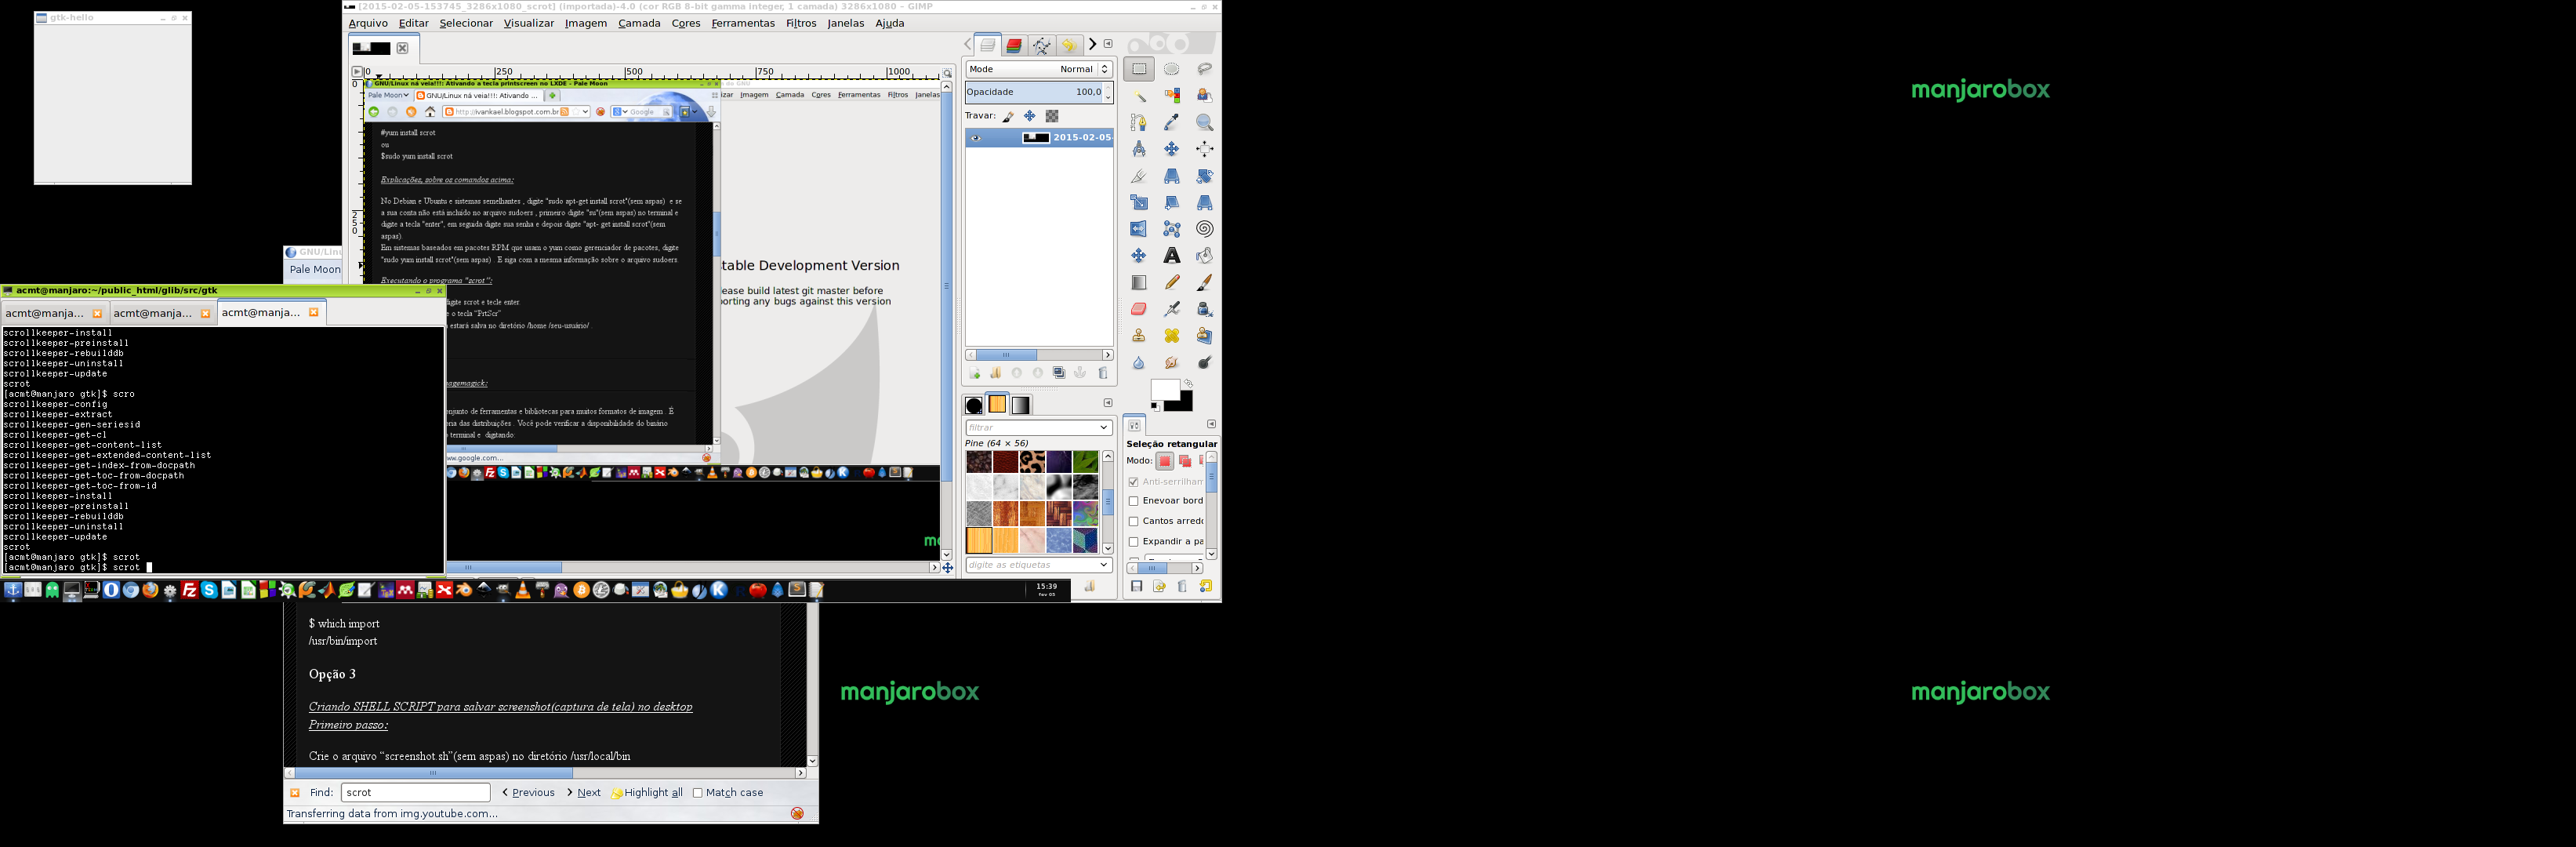 gtk-hello
[2015-02-05-153745_3286x1080_scrot] (importada)-4.0 (cor RGB 8-bit gamma integer, 1 camada) 3286x1080 – GIMP
Arquivo Editar Selecionar Visualizar Imagem Camada Cores Ferramentas Filtros Janelas Ajuda
0 250 500 750 1000
GNU/Linux ná veia!!!: Ativando a tecla printscreen no LXDE - Pale Moon
Pale Moon
GNU/Linux ná veia!!!: Ativando ...
Imagem Camada Cores Ferramentas Filtros Janelas
http://ivankael.blogspot.com.br
Google
#yum install scrot
ou
$sudo yum install scrot
Explicações, sobre os comandos acima:
No Debian e Ubuntu e sistemas semelhantes , digite "sudo apt-get install scrot"(sem aspas) e se
a sua conta não está incluído no arquivo sudoers , primeiro digite "su"(sem aspas) no terminal e
digite a tecla "enter", em seguida digite sua senha e depois digite "apt- get install scrot"(sem
aspas).
Em sistemas baseados em pacotes RPM que usam o yum como gerenciador de pacotes, digite
"sudo yum install scrot"(sem aspas) . E siga com a mesma informação sobre o arquivo sudoers.
Executando o programa "scrot":
digite scrot e tecle enter
e o tecla "PrtScr"
estará salva no diretório /home /seu-usuário/
agemagick:
onjunto de ferramentas e bibliotecas para muitos formatos de imagem . É
ria das distribuições . Você pode verificar a disponibilidade do binário
o terminal e digitando:
ww.google.com...
table Development Version
ease build latest git master before
porting any bugs against this version
Mode Normal
Opacidade 100,0
Travar:
2015-02-05-
filtrar
Pine (64 × 56)
digite as etiquetas
Seleção retangular
Modo:
Anti-serrilham
Enevoar bord
Cantos arredo
Expandir a pa
GNU/Linu
Pale Moon
acmt@manjaro:~/public_html/glib/src/gtk
acmt@manja... acmt@manja... acmt@manja...
scrollkeeper-install
scrollkeeper-preinstall
scrollkeeper-rebuilddb
scrollkeeper-uninstall
scrollkeeper-update
scrot
[acmt@manjaro gtk]$ scro
scrollkeeper-config
scrollkeeper-extract
scrollkeeper-gen-seriesid
scrollkeeper-get-cl
scrollkeeper-get-content-list
scrollkeeper-get-extended-content-list
scrollkeeper-get-index-from-docpath
scrollkeeper-get-toc-from-docpath
scrollkeeper-get-toc-from-id
scrollkeeper-install
scrollkeeper-preinstall
scrollkeeper-rebuilddb
scrollkeeper-uninstall
scrollkeeper-update
scrot
[acmt@manjaro gtk]$ scrot
[acmt@manjaro gtk]$ scrot
15:39
fev 05
$ which import
/usr/bin/import
Opção 3
Criando SHELL SCRIPT para salvar screenshot(captura de tela) no desktop
Primeiro passo:
Crie o arquivo "screenshot.sh"(sem aspas) no diretório /usr/local/bin
Find: scrot Previous Next Highlight all Match case
Transferring data from img.youtube.com...
manjarobox
manjarobox
manjarobox